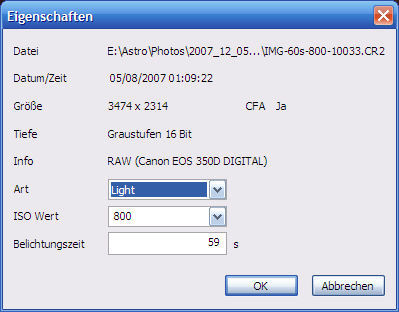 Eigenschaften
Datei E:\Astro\Photos\2007_12_05...\IMG-60s-800-10033.CR2
Datum/Zeit 05/08/2007 01:09:22
Größe 3474 x 2314 CFA Ja
Tiefe Graustufen 16 Bit
Info RAW (Canon EOS 350D DIGITAL)
Art Light
ISO Wert 800
Belichtungszeit 59 s
OK Abbrechen